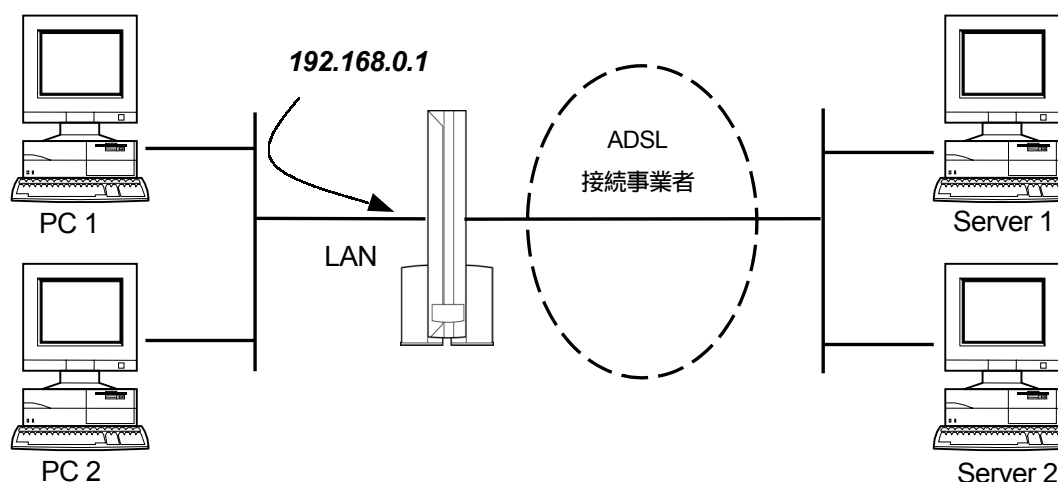 192.168.0.1
ADSL
接続事業者
PC 1
LAN
Server 1
PC 2
Server 2